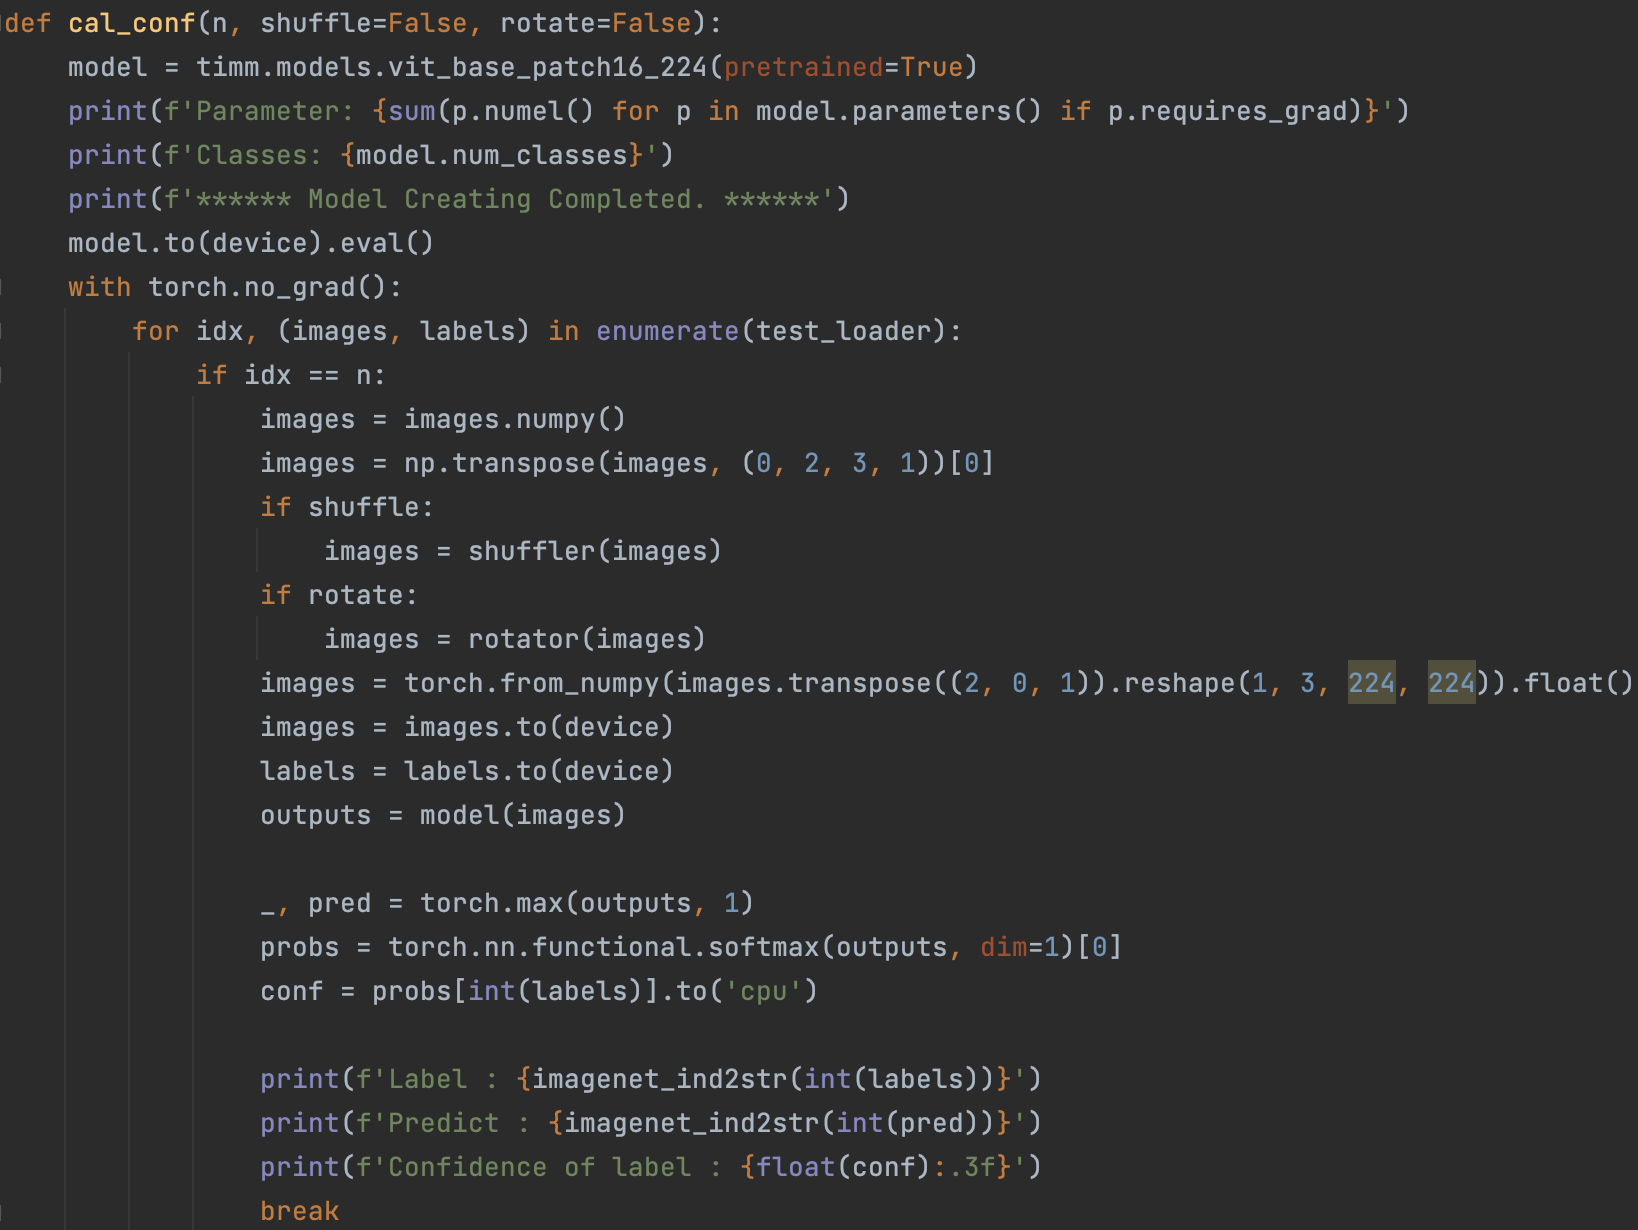 def cal_conf(n, shuffle=False, rotate=False):
    model = timm.models.vit_base_patch16_224(pretrained=True)
    print(f'Parameter: {sum(p.numel() for p in model.parameters() if p.requires_grad)}')
    print(f'Classes: {model.num_classes}')
    print(f'****** Model Creating Completed. ******')
    model.to(device).eval()
    with torch.no_grad():
        for idx, (images, labels) in enumerate(test_loader):
            if idx == n:
                images = images.numpy()
                images = np.transpose(images, (0, 2, 3, 1))[0]
                if shuffle:
                    images = shuffler(images)
                if rotate:
                    images = rotator(images)
                images = torch.from_numpy(images.transpose((2, 0, 1)).reshape(1, 3, 224, 224)).float()
                images = images.to(device)
                labels = labels.to(device)
                outputs = model(images)

                _, pred = torch.max(outputs, 1)
                probs = torch.nn.functional.softmax(outputs, dim=1)[0]
                conf = probs[int(labels)].to('cpu')

                print(f'Label : {imagenet_ind2str(int(labels))}')
                print(f'Predict : {imagenet_ind2str(int(pred))}')
                print(f'Confidence of label : {float(conf):.3f}')
                break